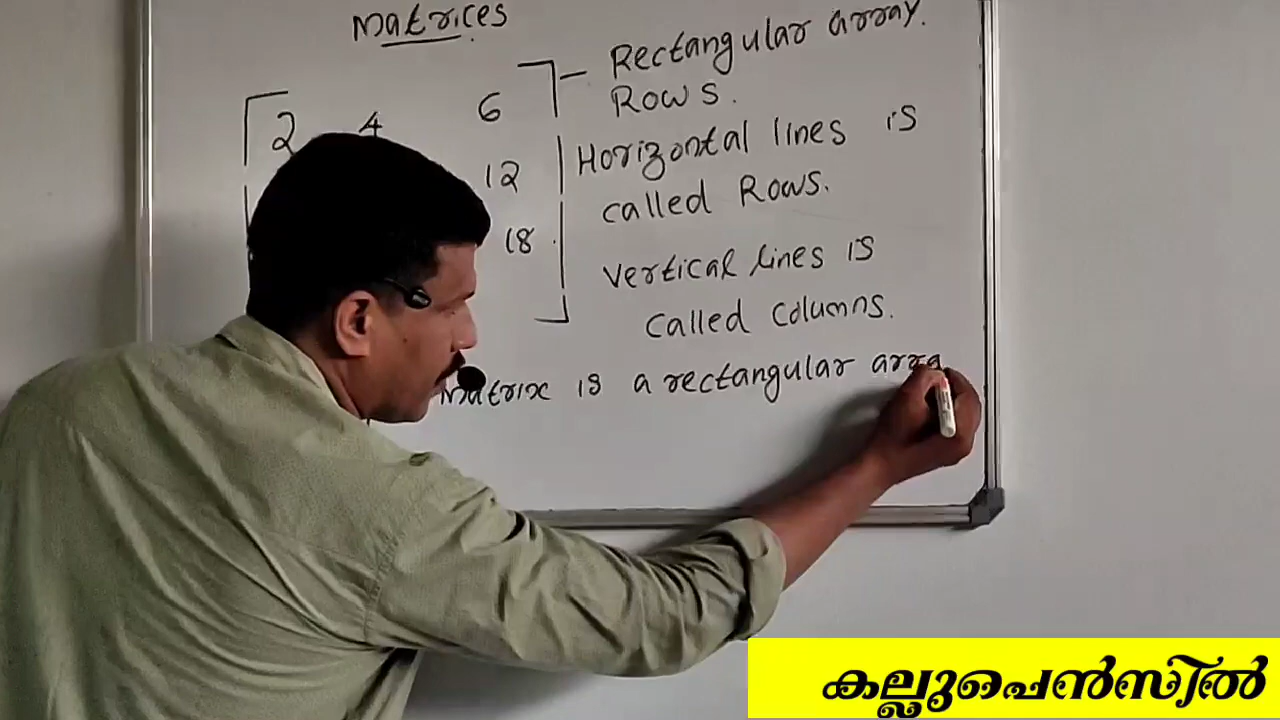 Matrices
2 4 6
12
18
Rectangular array.
Rows.
Horizontal lines is
called Rows.
Vertical lines is
called columns.
Matrix is a rectangular arra
കല്ലുപെൻസിൽ